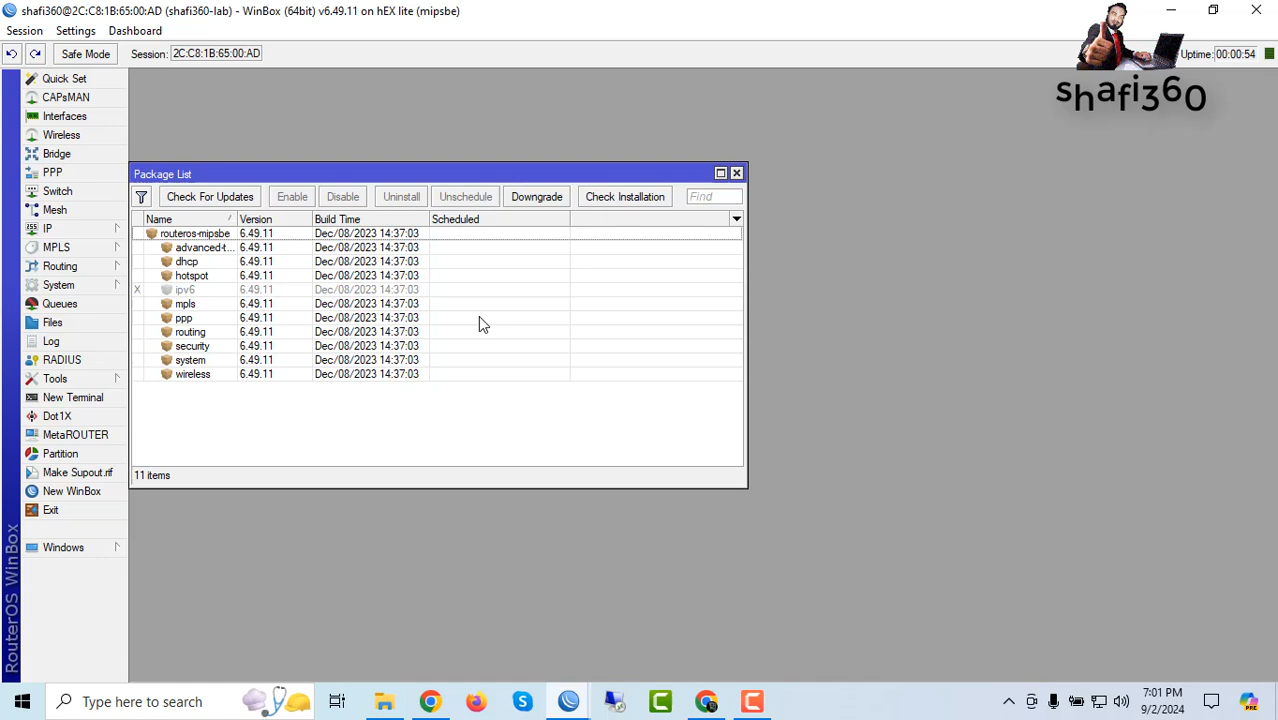 shafi360@2C:C8:1B:65:00:AD (shafi360-lab) - WinBox (64bit) v6.49.11 on hEX lite (mipsbe)
Session Settings Dashboard
Safe Mode Session: 2C:C8:1B:65:00:AD Uptime: 00:00:54
shafi360
Quick Set
CAPsMAN
Interfaces
Wireless
Bridge
PPP
Switch
Mesh
IP
MPLS
Routing
System
Queues
Files
Log
RADIUS
Tools
New Terminal
Dot1X
MetaROUTER
Partition
Make Supout.rif
New WinBox
Exit
Windows
RouterOS WinBox
Package List
Check For Updates Enable Disable Uninstall Unschedule Downgrade Check Installation Find
Name / Version Build Time Scheduled
routeros-mipsbe 6.49.11 Dec/08/2023 14:37:03
advanced-t... 6.49.11 Dec/08/2023 14:37:03
dhcp 6.49.11 Dec/08/2023 14:37:03
hotspot 6.49.11 Dec/08/2023 14:37:03
X ipv6 6.49.11 Dec/08/2023 14:37:03
mpls 6.49.11 Dec/08/2023 14:37:03
ppp 6.49.11 Dec/08/2023 14:37:03
routing 6.49.11 Dec/08/2023 14:37:03
security 6.49.11 Dec/08/2023 14:37:03
system 6.49.11 Dec/08/2023 14:37:03
wireless 6.49.11 Dec/08/2023 14:37:03
11 items
Type here to search
7:01 PM
9/2/2024